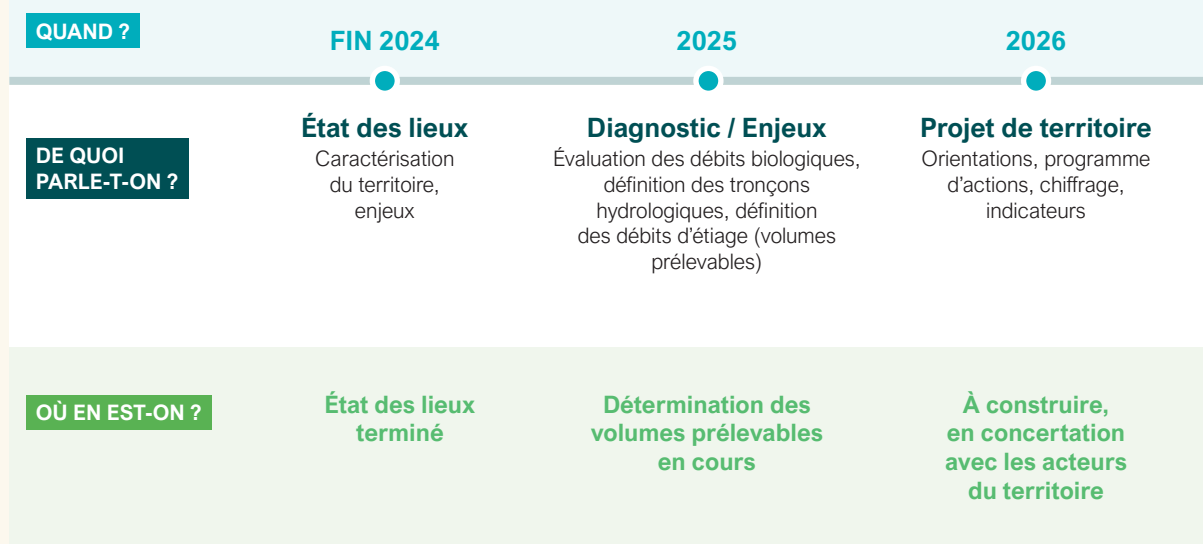 QUAND ?
FIN 2024
2025
2026
DE QUOI
PARLE-T-ON ?
État des lieux
Caractérisation
du territoire,
enjeux
Diagnostic / Enjeux
Évaluation des débits biologiques,
définition des tronçons
hydrologiques, définition
des débits d'étiage (volumes
prélevables)
Projet de territoire
Orientations, programme
d'actions, chiffrage,
indicateurs
OÙ EN EST-ON ?
État des lieux
terminé
Détermination des
volumes prélevables
en cours
À construire,
en concertation
avec les acteurs
du territoire